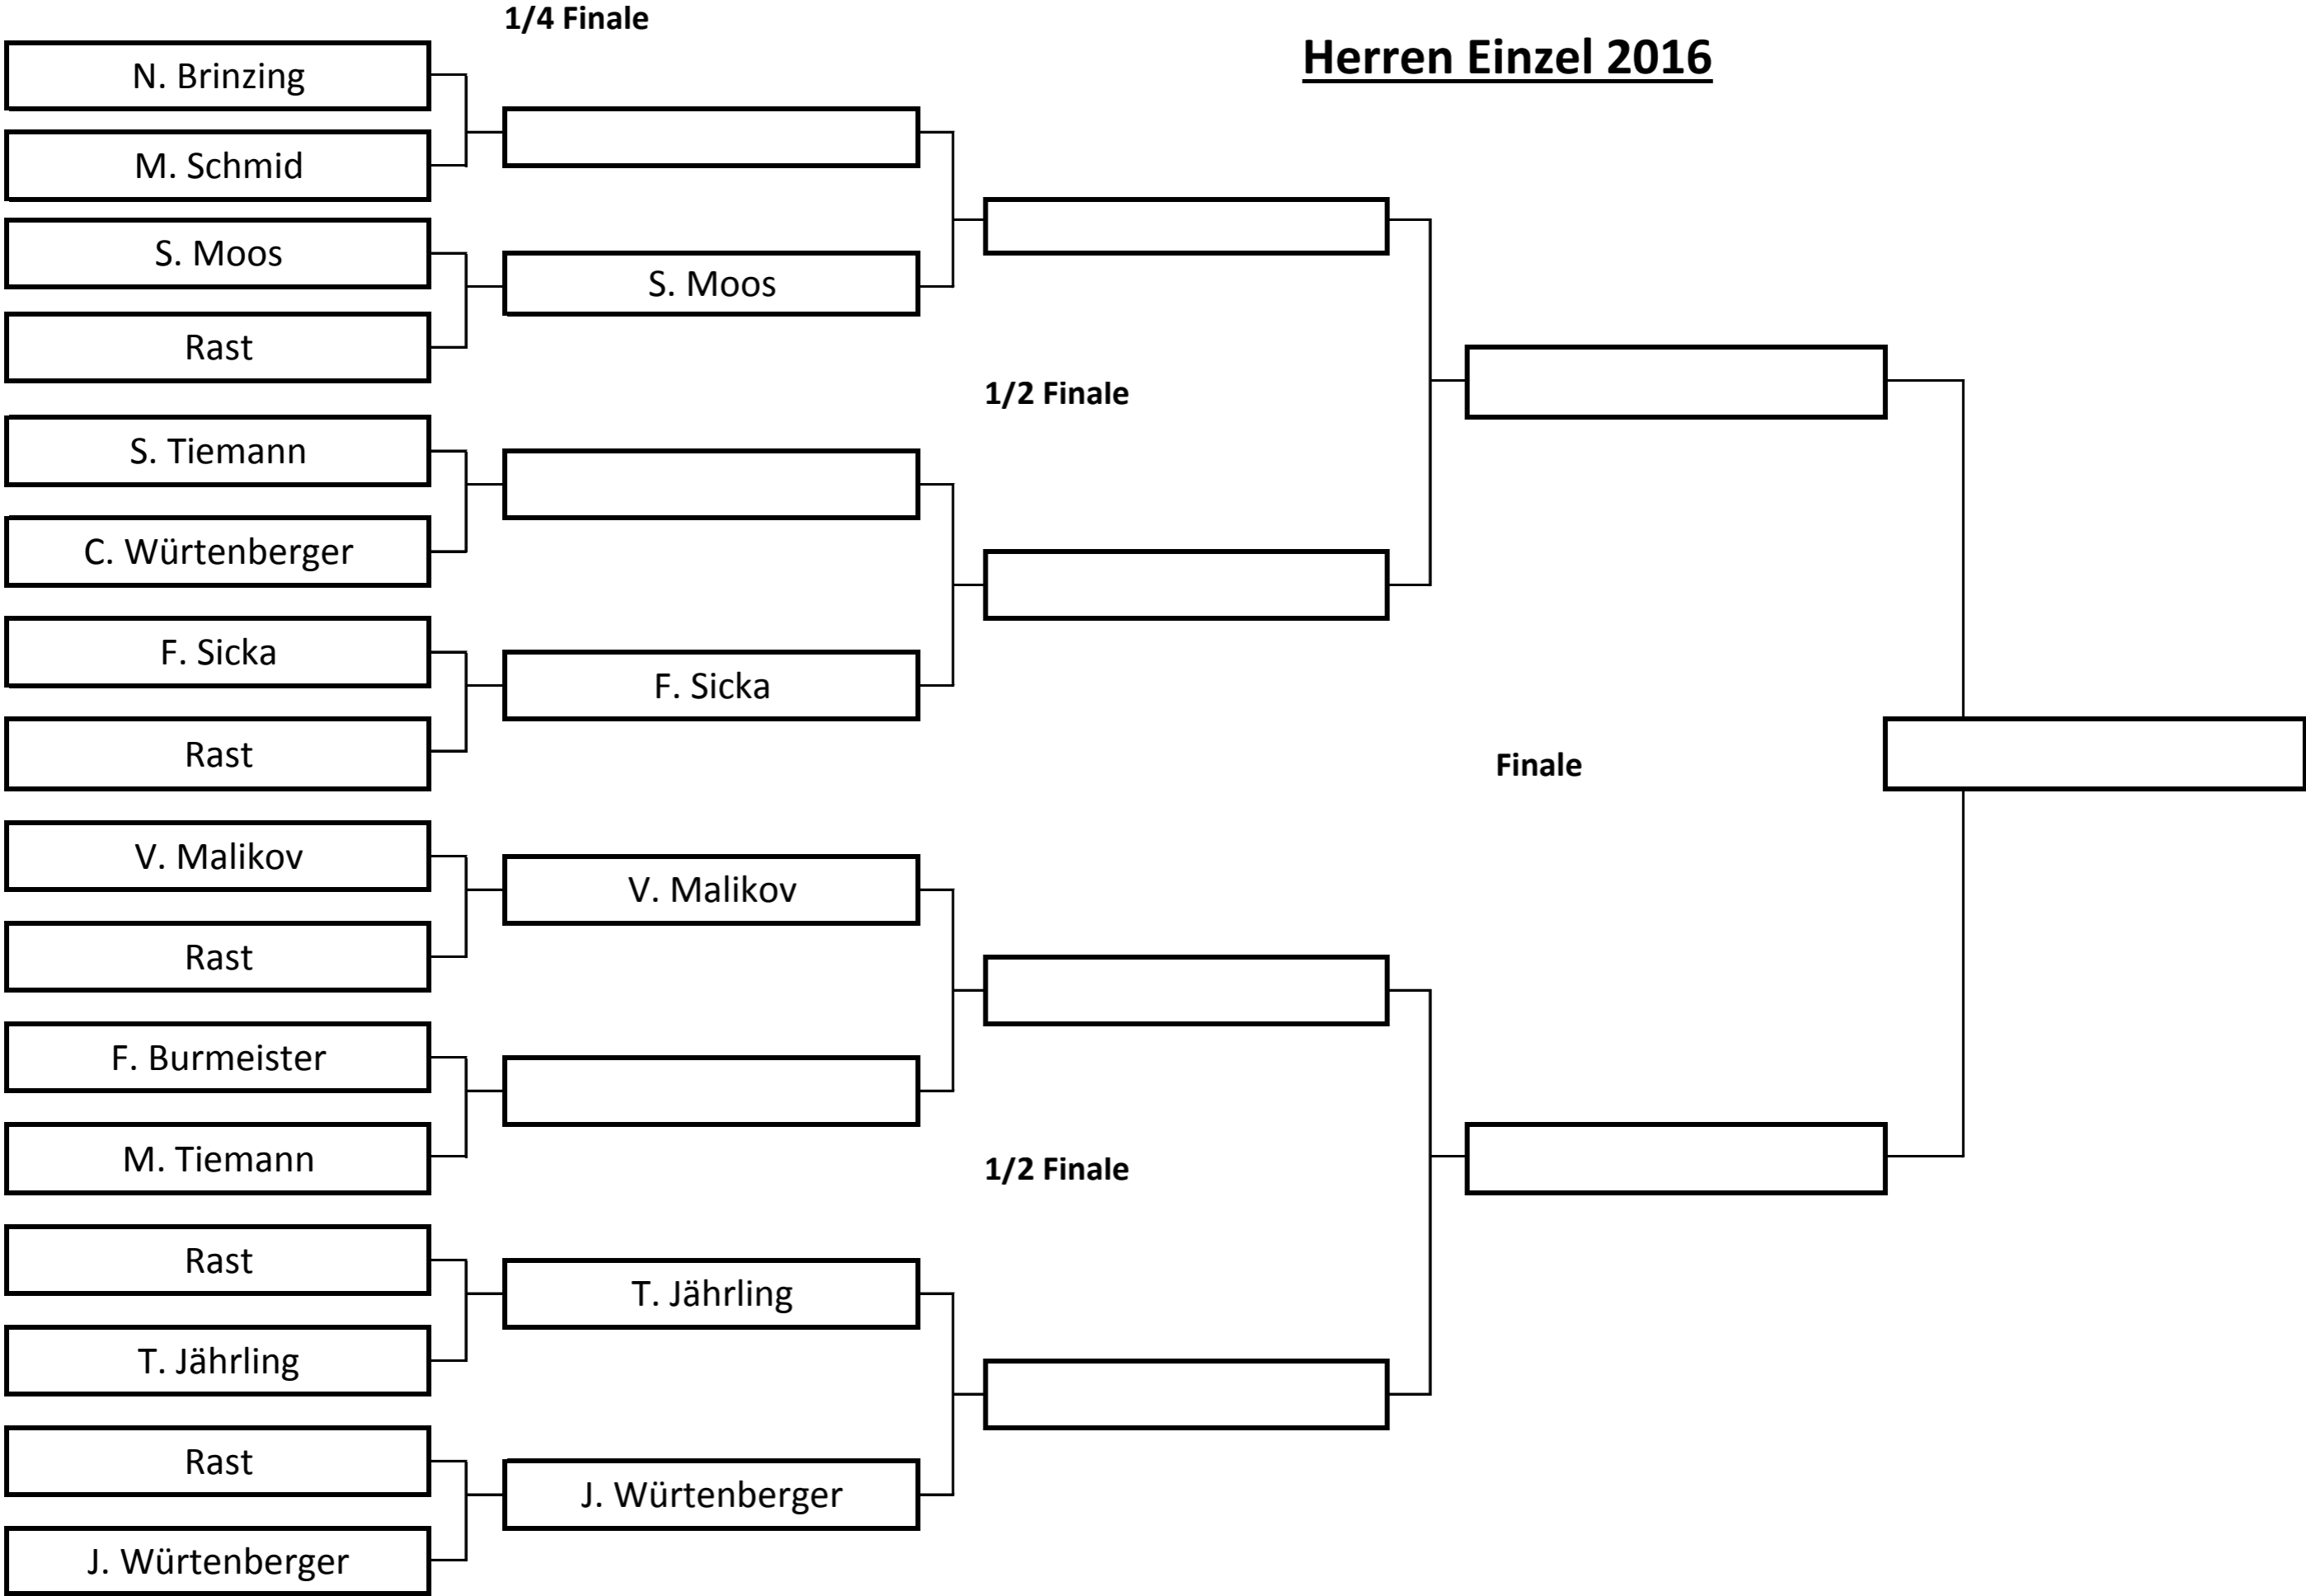 1/4 Finale
Herren Einzel 2016
N. Brinzing
M. Schmid
S. Moos
S. Moos
Rast
1/2 Finale
S. Tiemann
C. Würtenberger
F. Sicka
F. Sicka
Rast
Finale
V. Malikov
V. Malikov
Rast
F. Burmeister
M. Tiemann
1/2 Finale
Rast
T. Jährling
T. Jährling
Rast
J. Würtenberger
J. Würtenberger